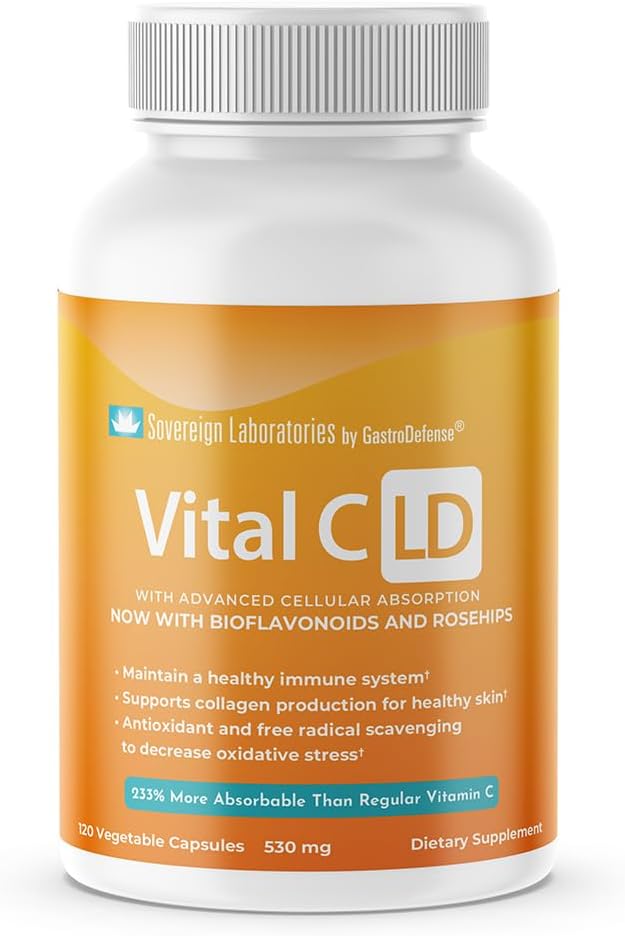 Sovereign Laboratories by GastroDefense®
Vital C LD
WITH ADVANCED CELLULAR ABSORPTION
NOW WITH BIOFLAVONOIDS AND ROSEHIPS
• Maintain a healthy immune system†
• Supports collagen production for healthy skin†
• Antioxidant and free radical scavenging
to decrease oxidative stress†
233% More Absorbable Than Regular Vitamin C
120 Vegetable Capsules 530 mg Dietary Supplement